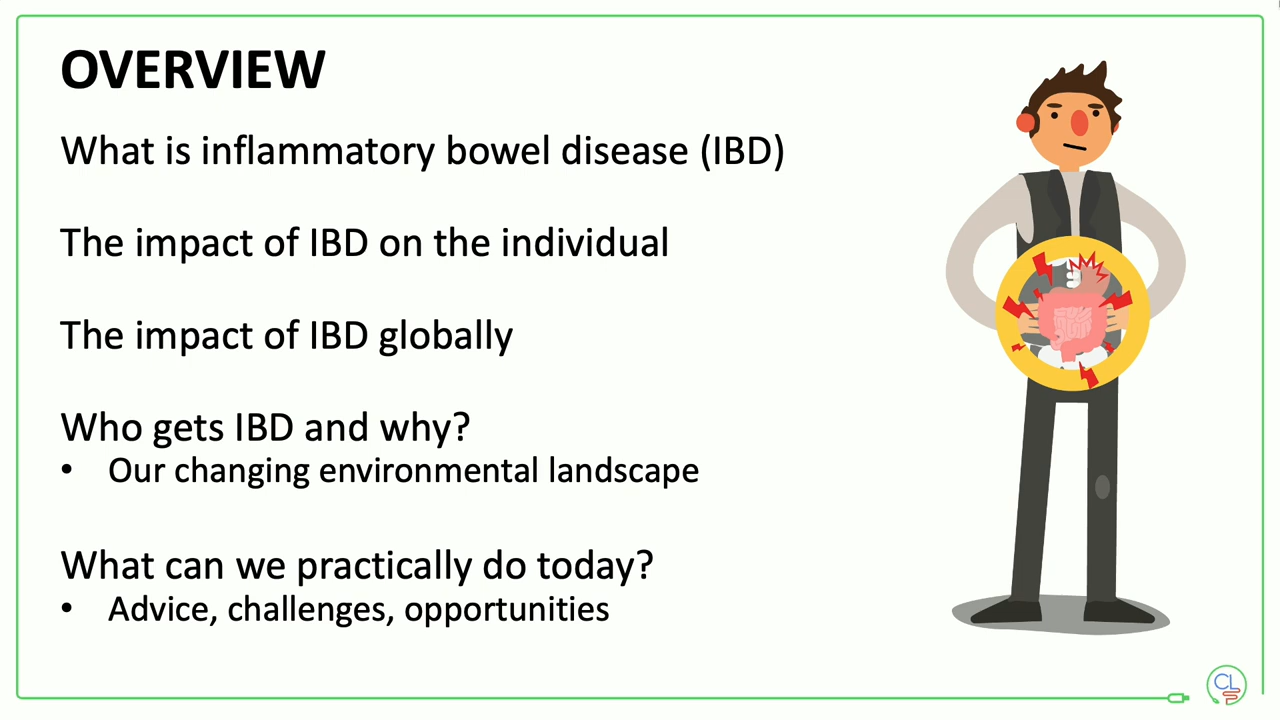 OVERVIEW
What is inflammatory bowel disease (IBD)
The impact of IBD on the individual
The impact of IBD globally
Who gets IBD and why?
• Our changing environmental landscape
What can we practically do today?
• Advice, challenges, opportunities
CL